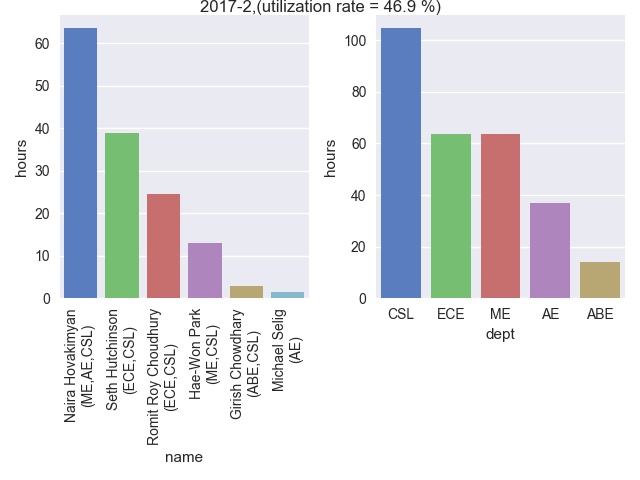 2017-2,(utilization rate = 46.9 %)
60
50
40
30
20
10
0
hours
Naira Hovakimyan
(ME,AE,CSL)
Seth Hutchinson
(ECE,CSL)
Romit Roy Choudhury
(ECE,CSL)
Hae-Won Park
(ME,CSL)
Girish Chowdhary
(ABE,CSL)
Michael Selig
(AE)
name
100
80
60
40
20
0
hours
CSL ECE ME AE ABE
dept